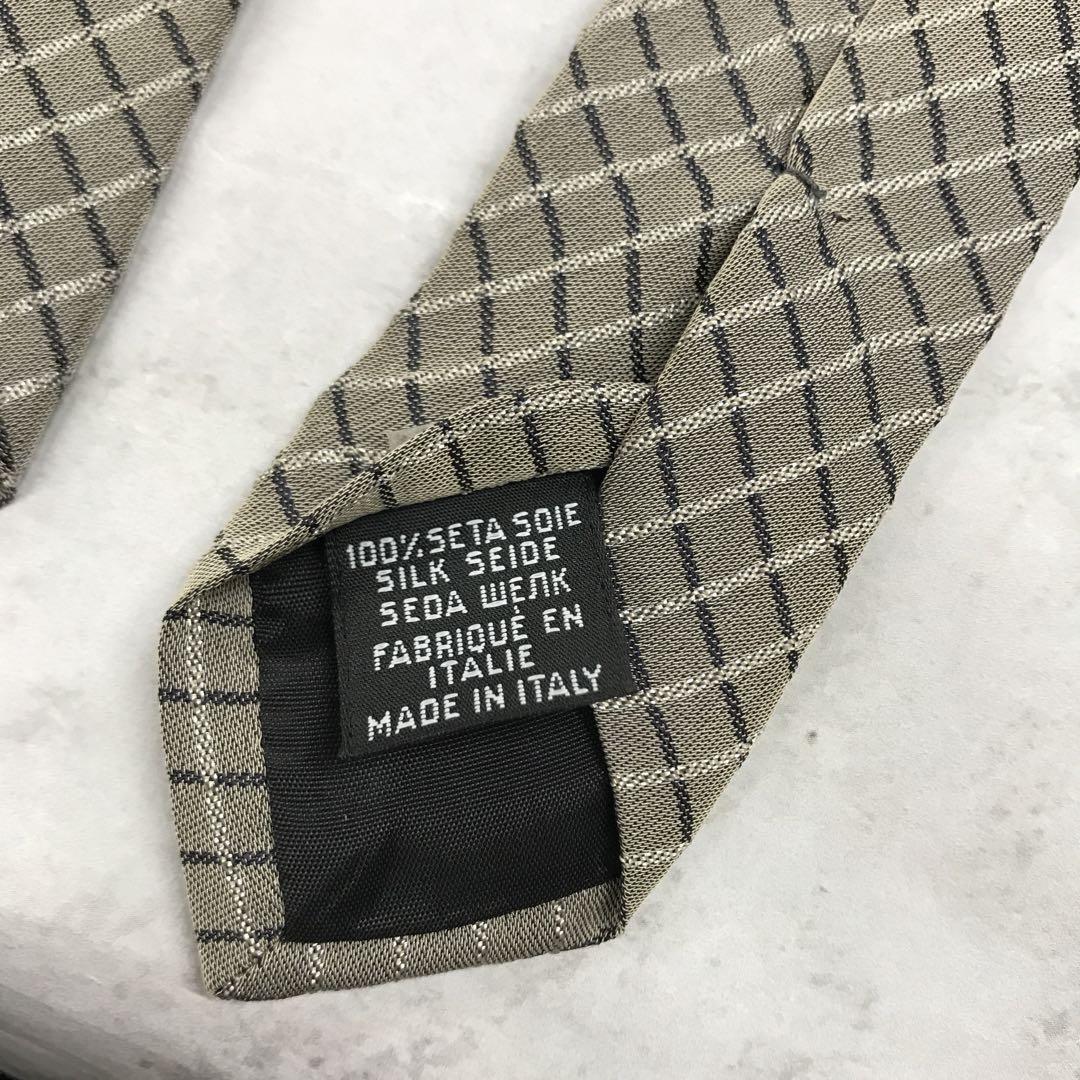 100% SETA SOIE
SILK SEIDE
SEDA ШЕЛК
FABRIQUÉ EN
ITALIE
MADE IN ITALY